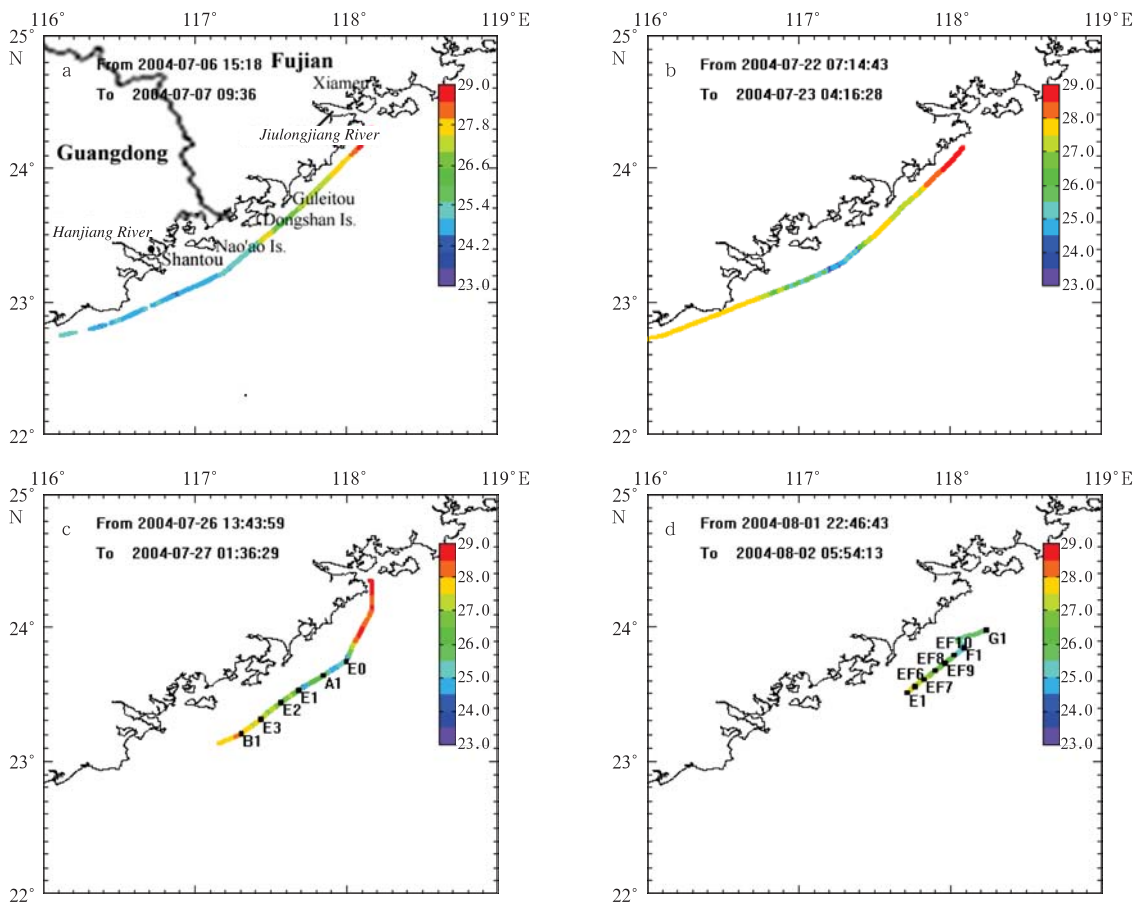 116° 117° 118° 119°E
25°
N
a
From 2004-07-06 15:18
To 2004-07-07 09:36
Fujian
Xiamen
Jiulongjiang River
Guangdong
Guleitou
Dongshan Is.
Hanjiang River
Nao'ao Is.
Shantou
24°
23°
22°
29.0
27.8
26.6
25.4
24.2
23.0
116° 117° 118° 119°E
25°
N
b
From 2004-07-22 07:14:43
To 2004-07-23 04:16:28
24°
23°
22°
29.0
28.0
27.0
26.0
25.0
24.0
23.0
116° 117° 118° 119°E
25°
N
c
From 2004-07-26 13:43:59
To 2004-07-27 01:36:29
24°
23°
22°
E0
A1
E1
E2
E3
B1
29.0
28.0
27.0
26.0
25.0
24.0
23.0
116° 117° 118° 119°E
25°
N
d
From 2004-08-01 22:46:43
To 2004-08-02 05:54:13
24°
23°
22°
G1
EF10
F1
EF8
EF9
EF6
EF7
E1
29.0
28.0
27.0
26.0
25.0
24.0
23.0